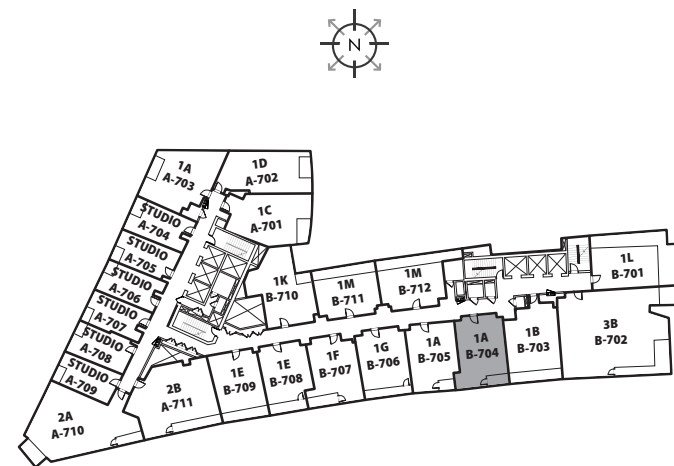 N
1D
A-702
1A
A-703
1C
A-701
STUDIO
A-704
STUDIO
A-705
STUDIO
A-706
STUDIO
A-707
STUDIO
A-708
STUDIO
A-709
2A
A-710
2B
A-711
1K
B-710
1M
B-711
1M
B-712
1L
B-701
1E
B-709
1E
B-708
1F
B-707
1G
B-706
1A
B-705
1A
B-704
1B
B-703
3B
B-702